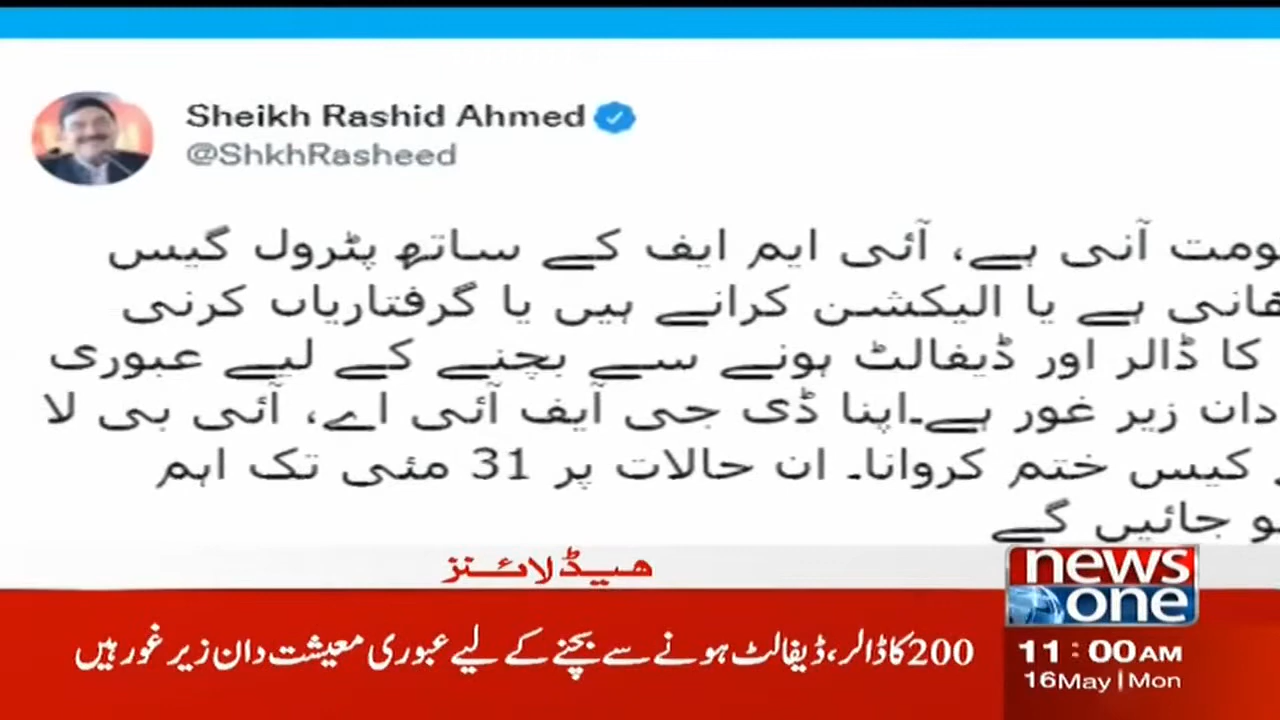 Sheikh Rashid Ahmed
@ShkhRasheed
آنی ہے، آئی ایم ایف کے ساتھ پٹرول گیس
ہے یا الیکشن کرانے ہیں یا گرفتاریاں کرنی
کا ڈالر اور ڈیفالٹ ہونے سے بچنے کے لیے عبوری
دان زیر غور ہے۔اپنا ڈی جی ایف آئی اے، آئی بی لا
کیس ختم کروانا۔ ان حالات پر 31 مئی تک اہم
جائیں گے
ھیڈلائنز
200 کا ڈالر، ڈیفالٹ ہونے سے بچنے کے لیے عبوری معیشت دان زیر غور ہیں
news
one
11:00AM
16May|Mon